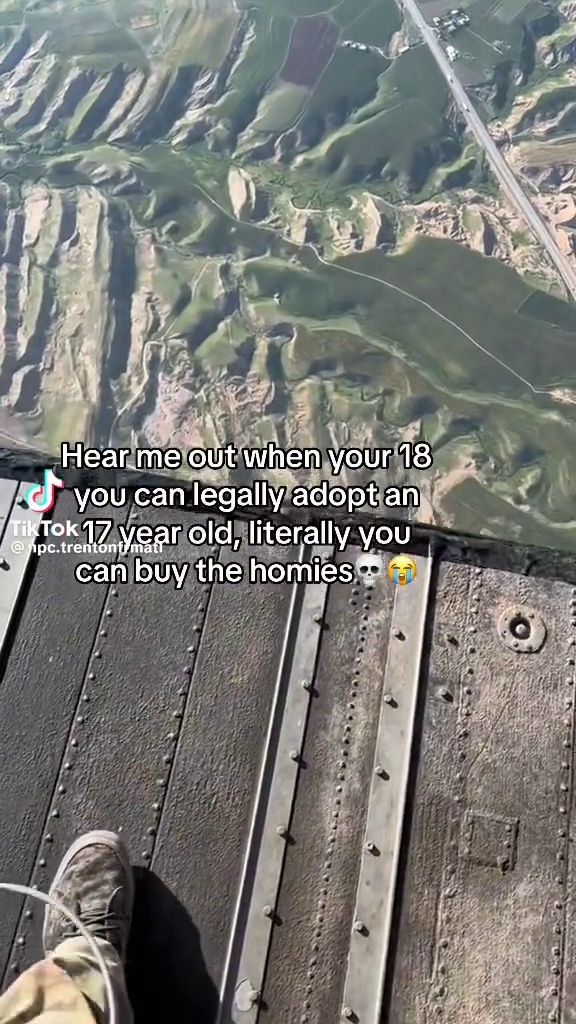 Hear me out when your 18
you can legally adopt an
17 year old, literally you
can buy the homies💀😭
TikTok